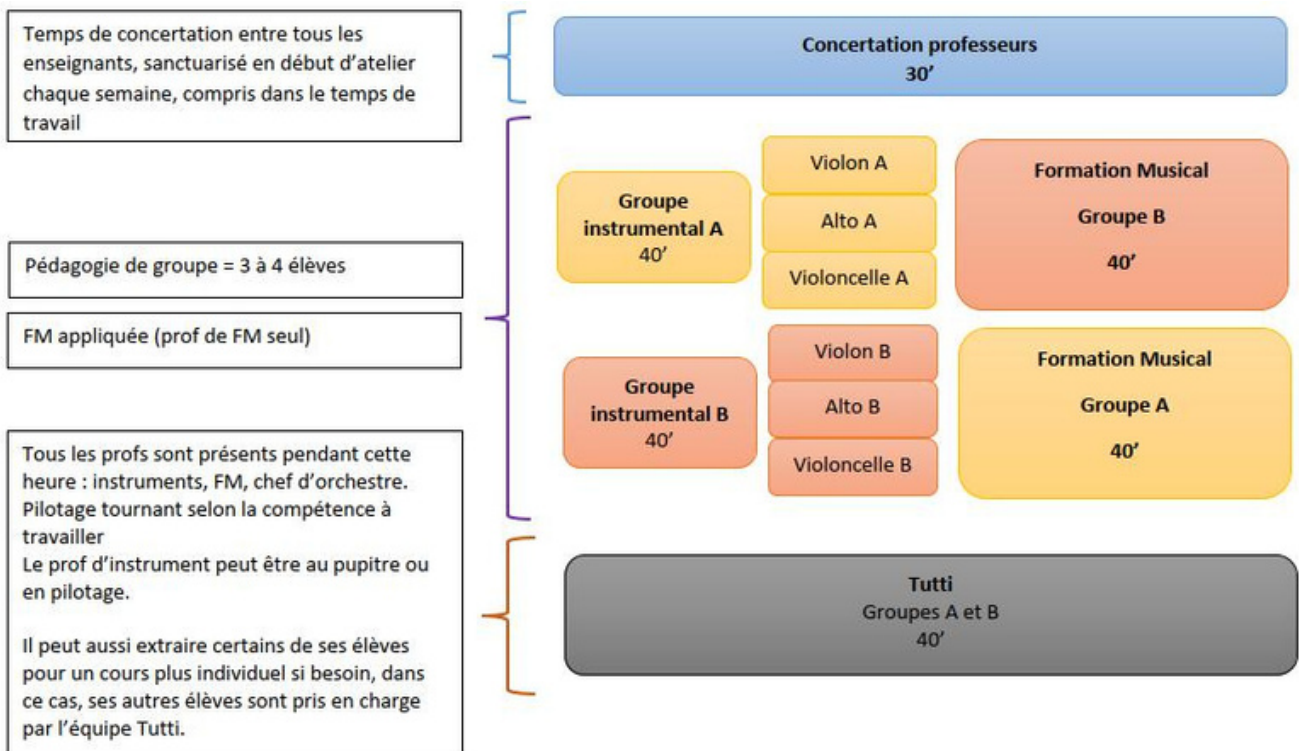 Temps de concertation entre tous les
enseignants, sanctuarisé en début d'atelier
chaque semaine, compris dans le temps de
travail
Concertation professeurs
30'
Pédagogie de groupe = 3 à 4 élèves
FM appliquée (prof de FM seul)
Groupe
instrumental A
40'
Violon A
Alto A
Violoncelle A
Formation Musical
Groupe B
40'
Groupe
instrumental B
40'
Violon B
Alto B
Violoncelle B
Formation Musical
Groupe A
40'
Tous les profs sont présents pendant cette
heure : instruments, FM, chef d'orchestre.
Pilotage tournant selon la compétence à
travailler
Le prof d'instrument peut être au pupitre ou
en pilotage.
Il peut aussi extraire certains de ses élèves
pour un cours plus individuel si besoin, dans
ce cas, ses autres élèves sont pris en charge
par l'équipe Tutti.
Tutti
Groupes A et B
40'